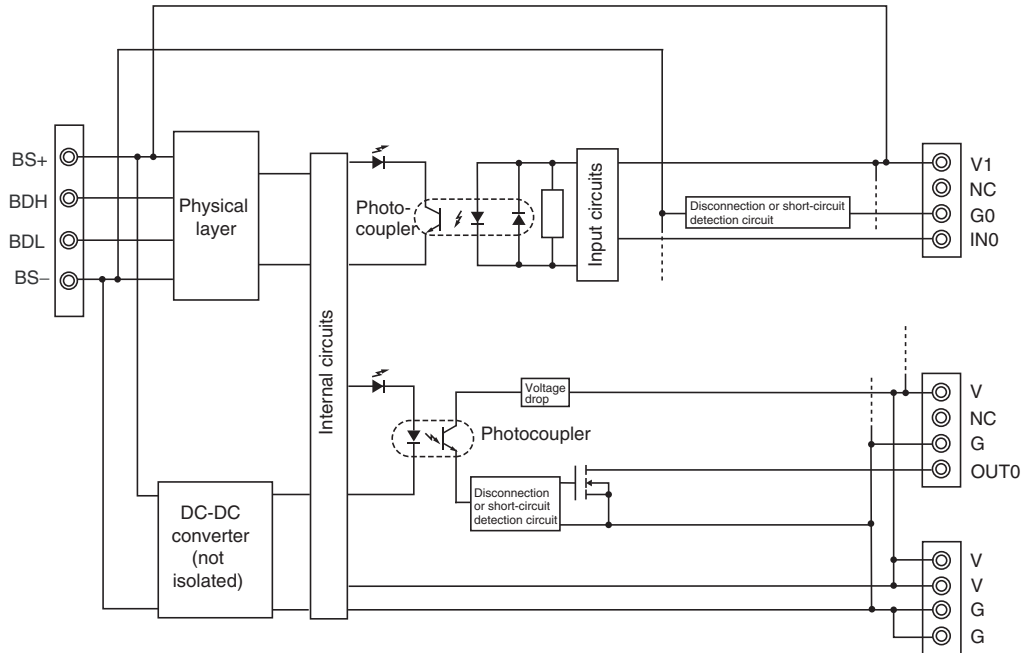 BS+
BDH
BDL
BS−
Physical
layer
Photo-
coupler
Input circuits
Disconnection or short-circuit
detection circuit
V1
NC
G0
IN0
Internal circuits
Voltage
drop
Photocoupler
Disconnection
or short-circuit
detection circuit
V
NC
G
OUT0
DC-DC
converter
(not
isolated)
V
V
G
G